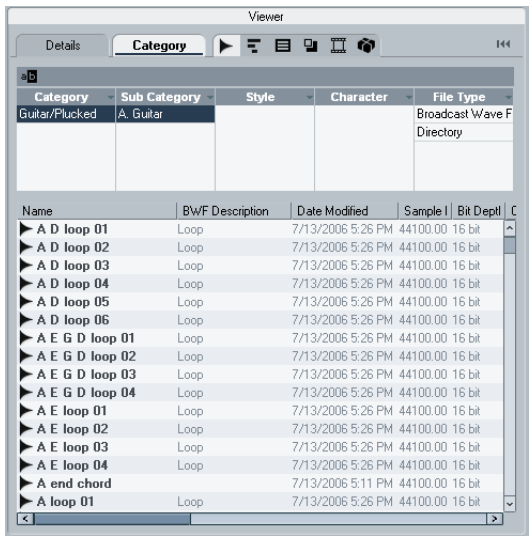 Viewer
Details Category
ab
Category Sub Category Style Character File Type
Guitar/Plucked A. Guitar Broadcast Wave F
Directory
Name BWF Description Date Modified Sample I Bit Deptl C
A D loop 01 Loop 7/13/2006 5:26 PM 44100.00 16 bit
A D loop 02 Loop 7/13/2006 5:26 PM 44100.00 16 bit
A D loop 03 Loop 7/13/2006 5:26 PM 44100.00 16 bit
A D loop 04 Loop 7/13/2006 5:26 PM 44100.00 16 bit
A D loop 05 Loop 7/13/2006 5:26 PM 44100.00 16 bit
A D loop 06 Loop 7/13/2006 5:26 PM 44100.00 16 bit
A E G D loop 01 Loop 7/13/2006 5:26 PM 44100.00 16 bit
A E G D loop 02 Loop 7/13/2006 5:26 PM 44100.00 16 bit
A E G D loop 03 Loop 7/13/2006 5:26 PM 44100.00 16 bit
A E G D loop 04 Loop 7/13/2006 5:26 PM 44100.00 16 bit
A E loop 01 Loop 7/13/2006 5:26 PM 44100.00 16 bit
A E loop 02 Loop 7/13/2006 5:26 PM 44100.00 16 bit
A E loop 03 Loop 7/13/2006 5:26 PM 44100.00 16 bit
A E loop 04 Loop 7/13/2006 5:26 PM 44100.00 16 bit
A end chord 7/13/2006 5:11 PM 44100.00 16 bit
A loop 01 Loop 7/13/2006 5:26 PM 44100.00 16 bit